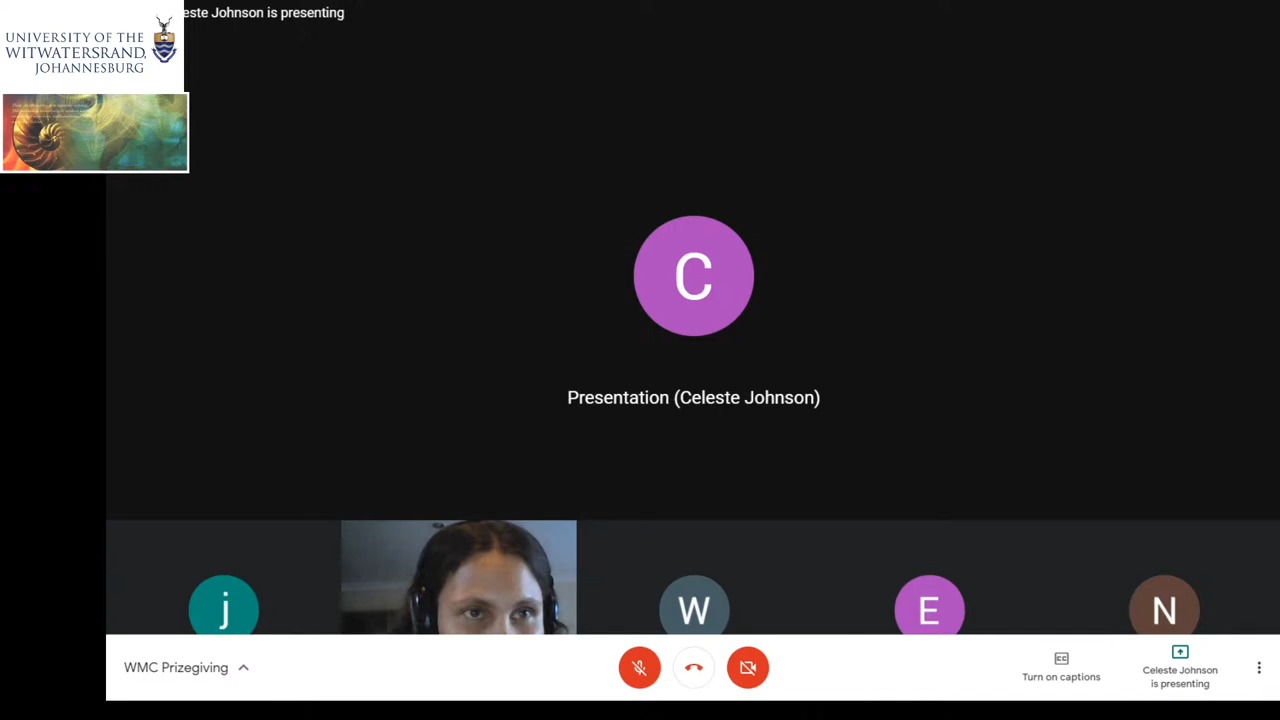 este Johnson is presenting
UNIVERSITY OF THE
WITWATERSRAND,
JOHANNESBURG
C
Presentation (Celeste Johnson)
j
W
E
N
WMC Prizegiving
CC
Turn on captions
Celeste Johnson
is presenting